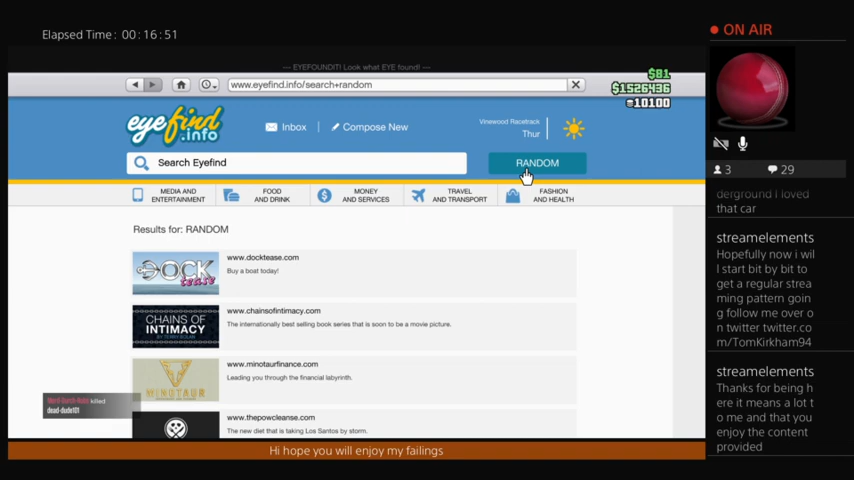 Elapsed Time : 00:16:51
ON AIR
— EYEFOUNDIT! Look what EYE found! —
www.eyefind.info/search+random
$81
$1526436
10100
eyefind
.info
Inbox
Compose New
Vinewood Racetrack
Thur
Search Eyefind
RANDOM
MEDIA AND
ENTERTAINMENT
FOOD
AND DRINK
MONEY
AND SERVICES
TRAVEL
AND TRANSPORT
FASHION
AND HEALTH
Results for: RANDOM
DOCK
tease
www.docktease.com
Buy a boat today!
CHAINS OF
INTIMACY
www.chainsofintimacy.com
The internationally best selling book series that is soon to be a movie picture.
MINOTAUR
www.minotaurfinance.com
Leading you through the financial labyrinth.
www.thepowcleanse.com
The new diet that is taking Los Santos by storm.
killed
dead-dude101
Hi hope you will enjoy my failings
3
29
derground I loved
that car
streamelements
Hopefully now i wil
l start bit by bit to
get a regular strea
ming pattern goin
g follow me over o
n twitter twitter.co
m/TomKirkham94
streamelements
Thanks for being h
ere it means a lot t
o me and that you
enjoy the content
provided